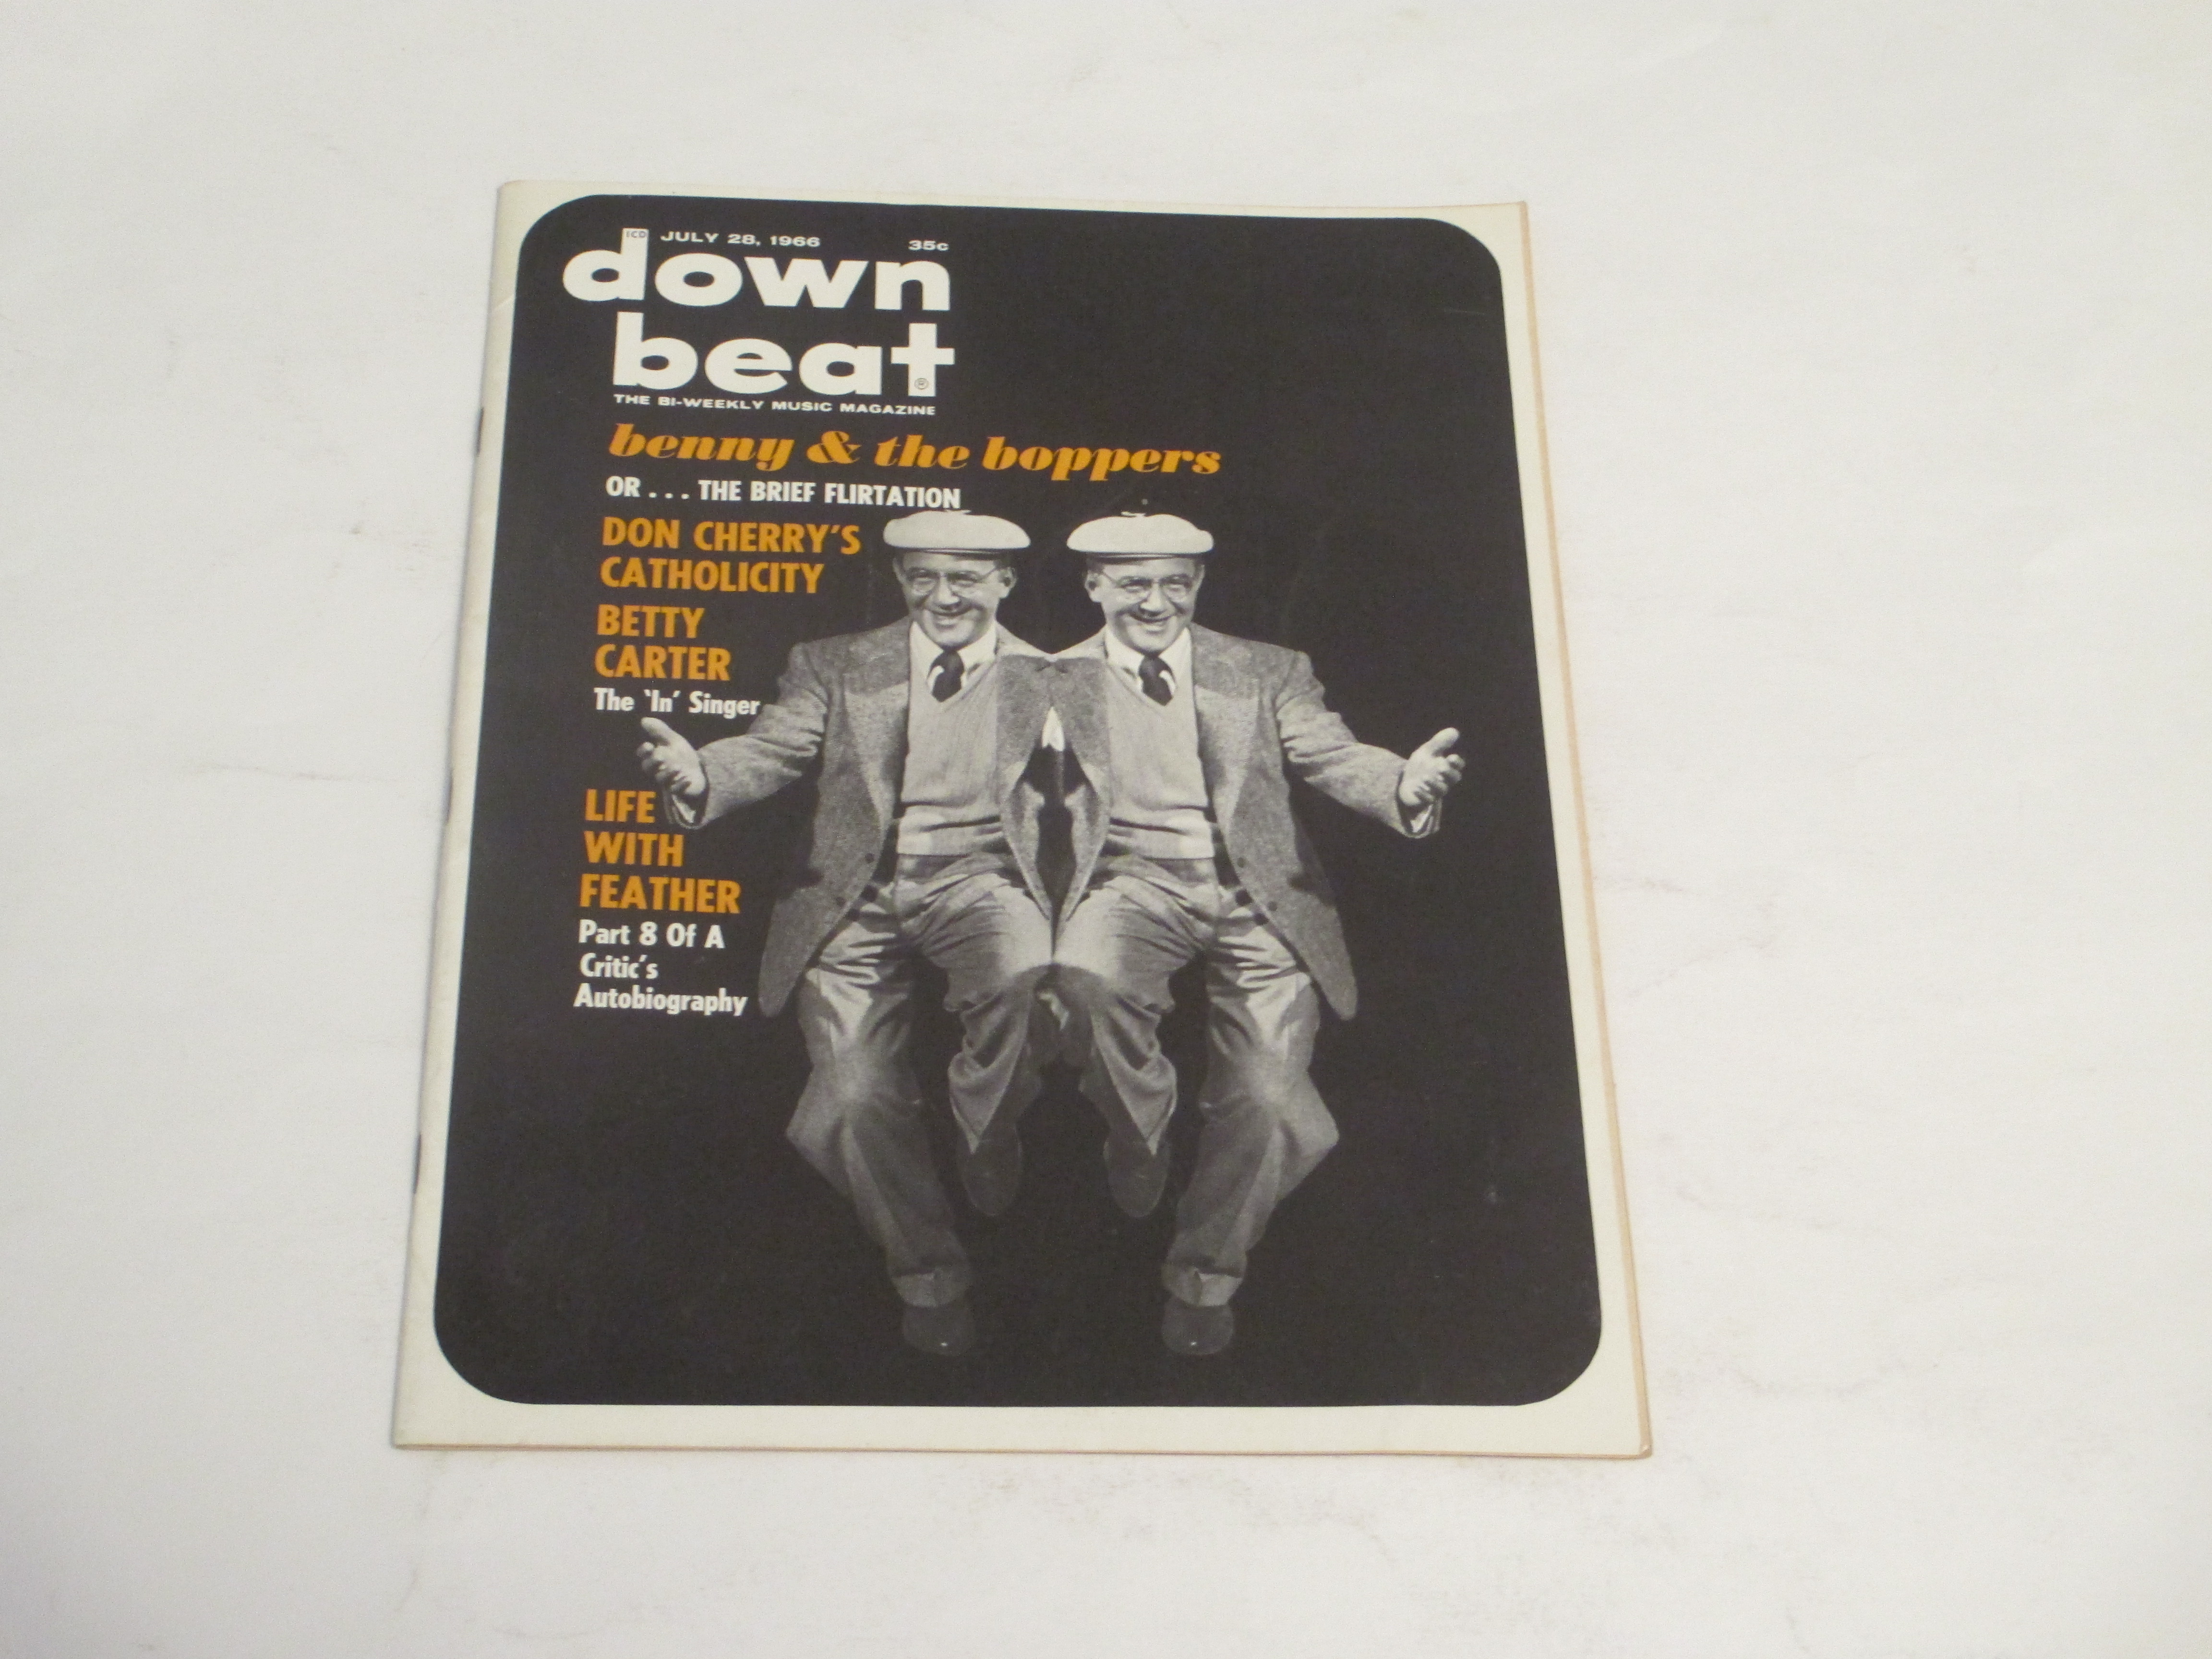 ICD JULY 28, 1966 35c
down
beat®
THE BI-WEEKLY MUSIC MAGAZINE
benny & the boppers
OR . . . THE BRIEF FLIRTATION
DON CHERRY'S
CATHOLICITY
BETTY
CARTER
The 'In' Singer
LIFE
WITH
FEATHER
Part 8 Of A
Critic's
Autobiography